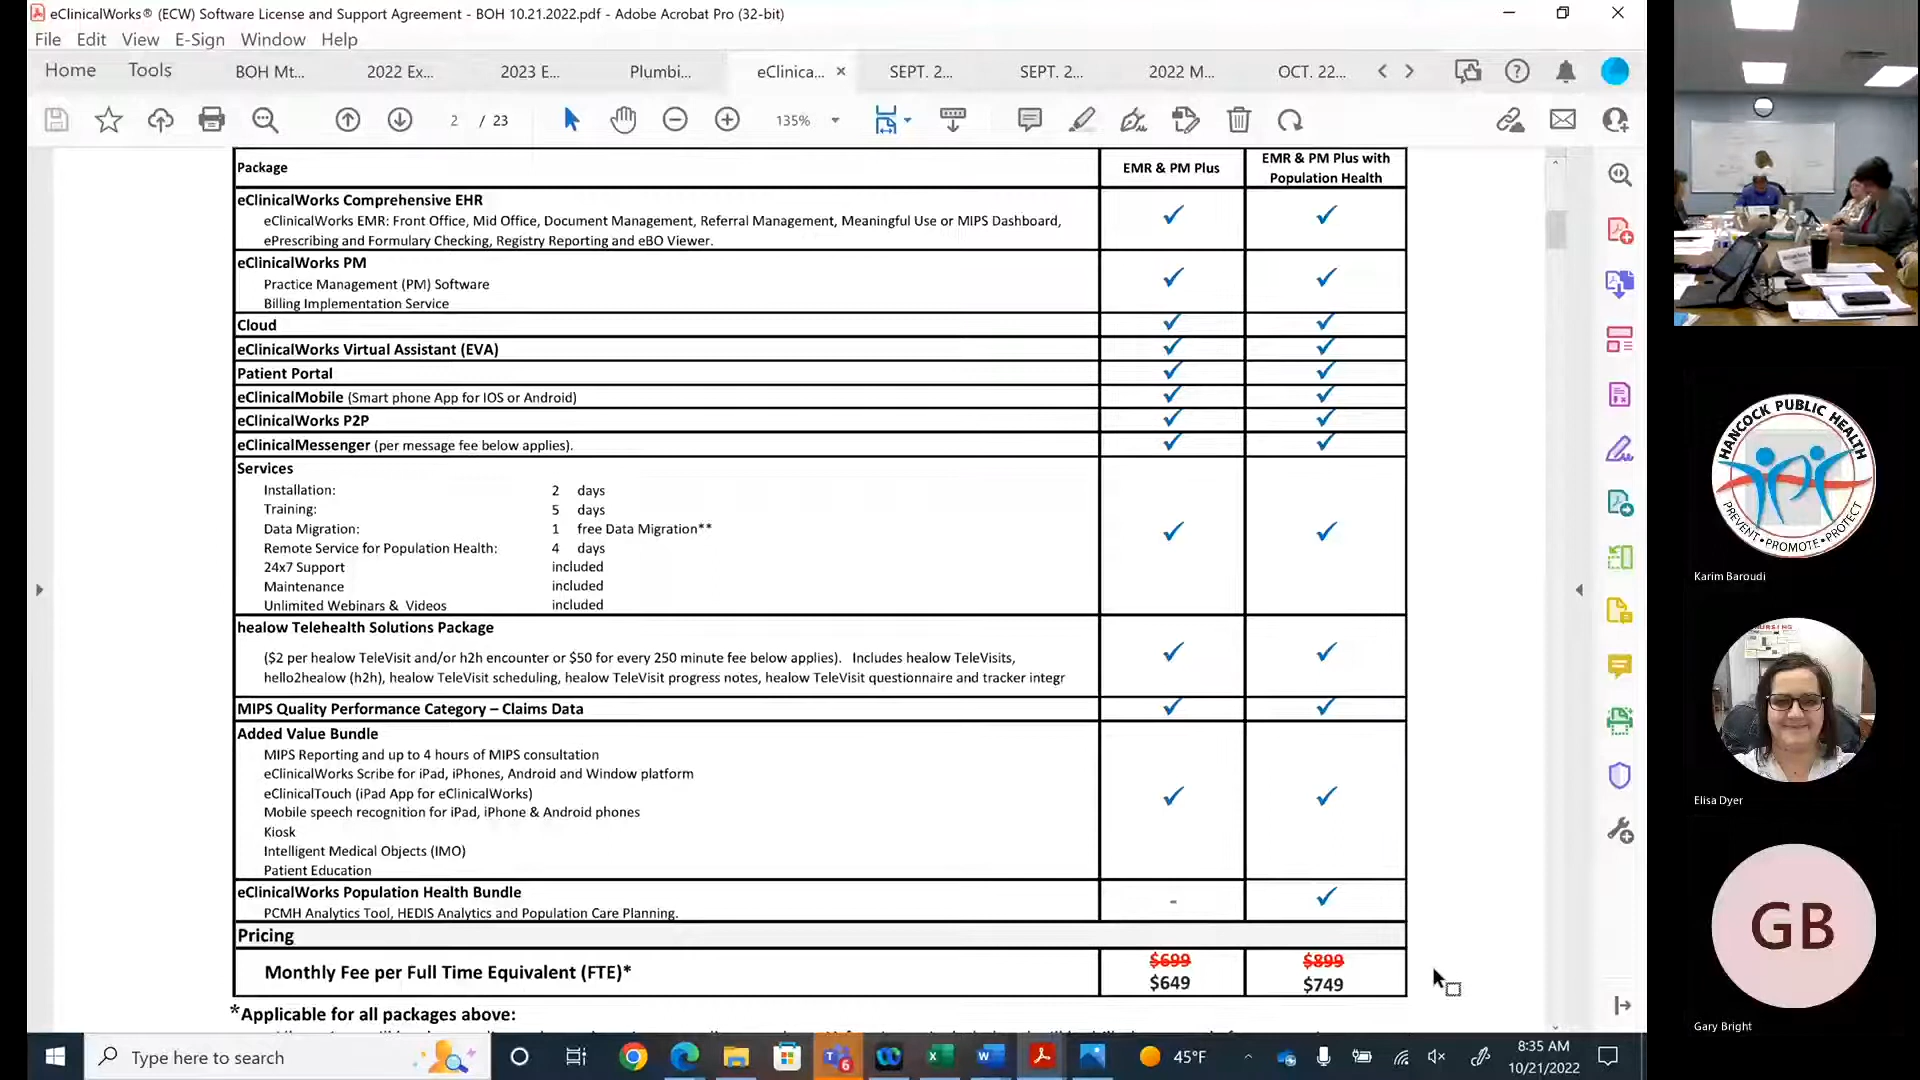 eClinicalWorks® (ECW) Software License and Support Agreement - BOH 10.21.2022.pdf - Adobe Acrobat Pro (32-bit)
File Edit View E-Sign Window Help
Home Tools BOH Mt... 2022 Ex... 2023 E... Plumbi... eClinica... SEPT. 2... SEPT. 2... 2022 M... OCT. 22...
2 / 23 135%
Package EMR & PM Plus EMR & PM Plus with
Population Health
eClinicalWorks Comprehensive EHR
eClinicalWorks EMR: Front Office, Mid Office, Document Management, Referral Management, Meaningful Use or MIPS Dashboard,
ePrescribing and Formulary Checking, Registry Reporting and eBO Viewer.
eClinicalWorks PM
Practice Management (PM) Software
Billing Implementation Service
Cloud
eClinicalWorks Virtual Assistant (EVA)
Patient Portal
eClinicalMobile (Smart phone App for IOS or Android)
eClinicalWorks P2P
eClinicalMessenger (per message fee below applies).
Services
Installation: 2 days
Training: 5 days
Data Migration: 1 free Data Migration**
Remote Service for Population Health: 4 days
24x7 Support included
Maintenance included
Unlimited Webinars & Videos included
healow Telehealth Solutions Package
($2 per healow TeleVisit and/or h2h encounter or $50 for every 250 minute fee below applies). Includes healow TeleVisits,
hello2healow (h2h), healow TeleVisit scheduling, healow TeleVisit progress notes, healow TeleVisit questionnaire and tracker integr
MIPS Quality Performance Category – Claims Data
Added Value Bundle
MIPS Reporting and up to 4 hours of MIPS consultation
eClinicalWorks Scribe for iPad, iPhones, Android and Window platform
eClinicalTouch (iPad App for eClinicalWorks)
Mobile speech recognition for iPad, iPhone & Android phones
Kiosk
Intelligent Medical Objects (IMO)
Patient Education
eClinicalWorks Population Health Bundle
PCMH Analytics Tool, HEDIS Analytics and Population Care Planning. -
Pricing
$699 $899
Monthly Fee per Full Time Equivalent (FTE)*
$649 $749
*Applicable for all packages above:
Type here to search 6 45°F 8:35 AM
10/21/2022
HANCOCK PUBLIC HEALTH
PREVENT • PROMOTE • PROTECT
Karim Baroudi
Elisa Dyer
GB
Gary Bright